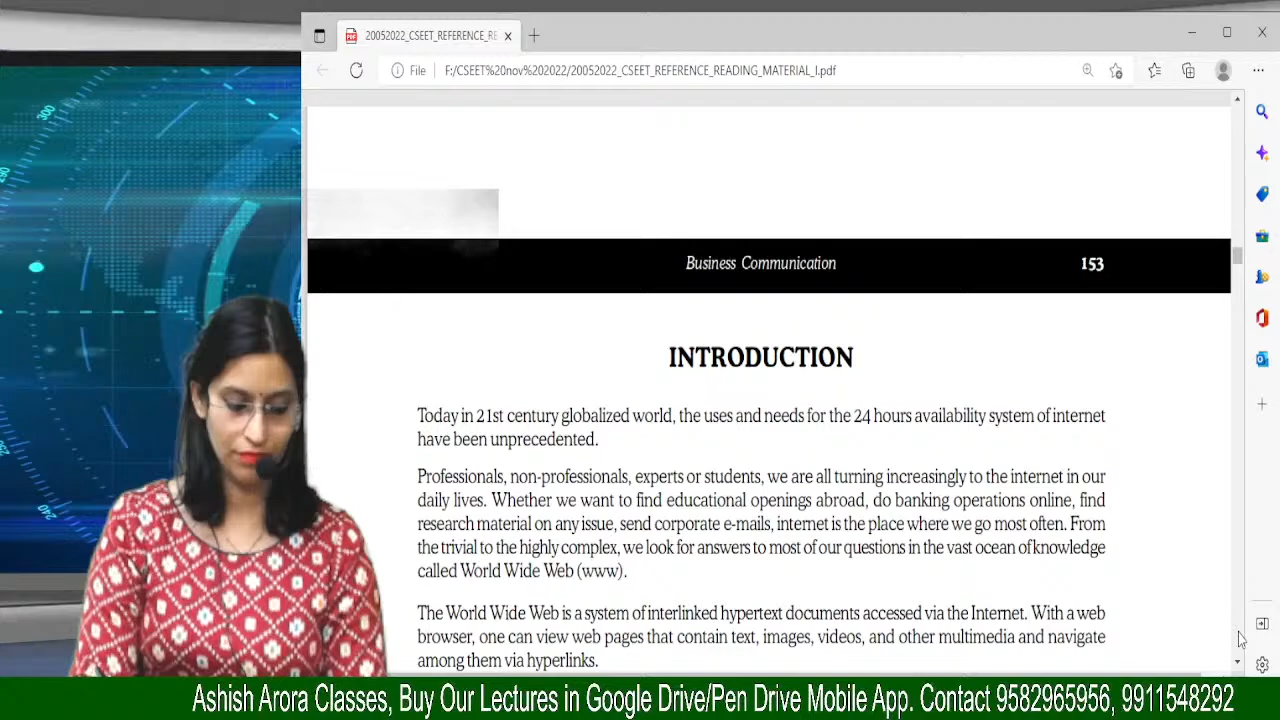 20052022_CSEET_REFERENCE_RE
File F:/CSEET%20nov%202022/20052022_CSEET_REFERENCE_READING_MATERIAL_I.pdf
300
290
250
240
Business Communication 153
INTRODUCTION
Today in 21st century globalized world, the uses and needs for the 24 hours availability system of internet
have been unprecedented.
Professionals, non-professionals, experts or students, we are all turning increasingly to the internet in our
daily lives. Whether we want to find educational openings abroad, do banking operations online, find
research material on any issue, send corporate e-mails, internet is the place where we go most often. From
the trivial to the highly complex, we look for answers to most of our questions in the vast ocean of knowledge
called World Wide Web (www).
The World Wide Web is a system of interlinked hypertext documents accessed via the Internet. With a web
browser, one can view web pages that contain text, images, videos, and other multimedia and navigate
among them via hyperlinks.
Ashish Arora Classes, Buy Our Lectures in Google Drive/Pen Drive Mobile App. Contact 9582965956, 9911548292